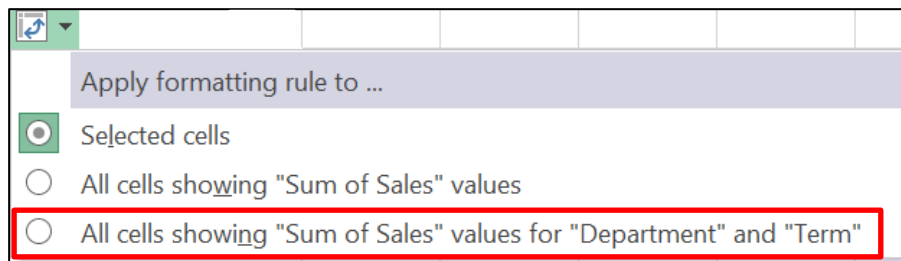 Apply formatting rule to ...
Selected cells
All cells showing "Sum of Sales" values
All cells showing "Sum of Sales" values for "Department" and "Term"